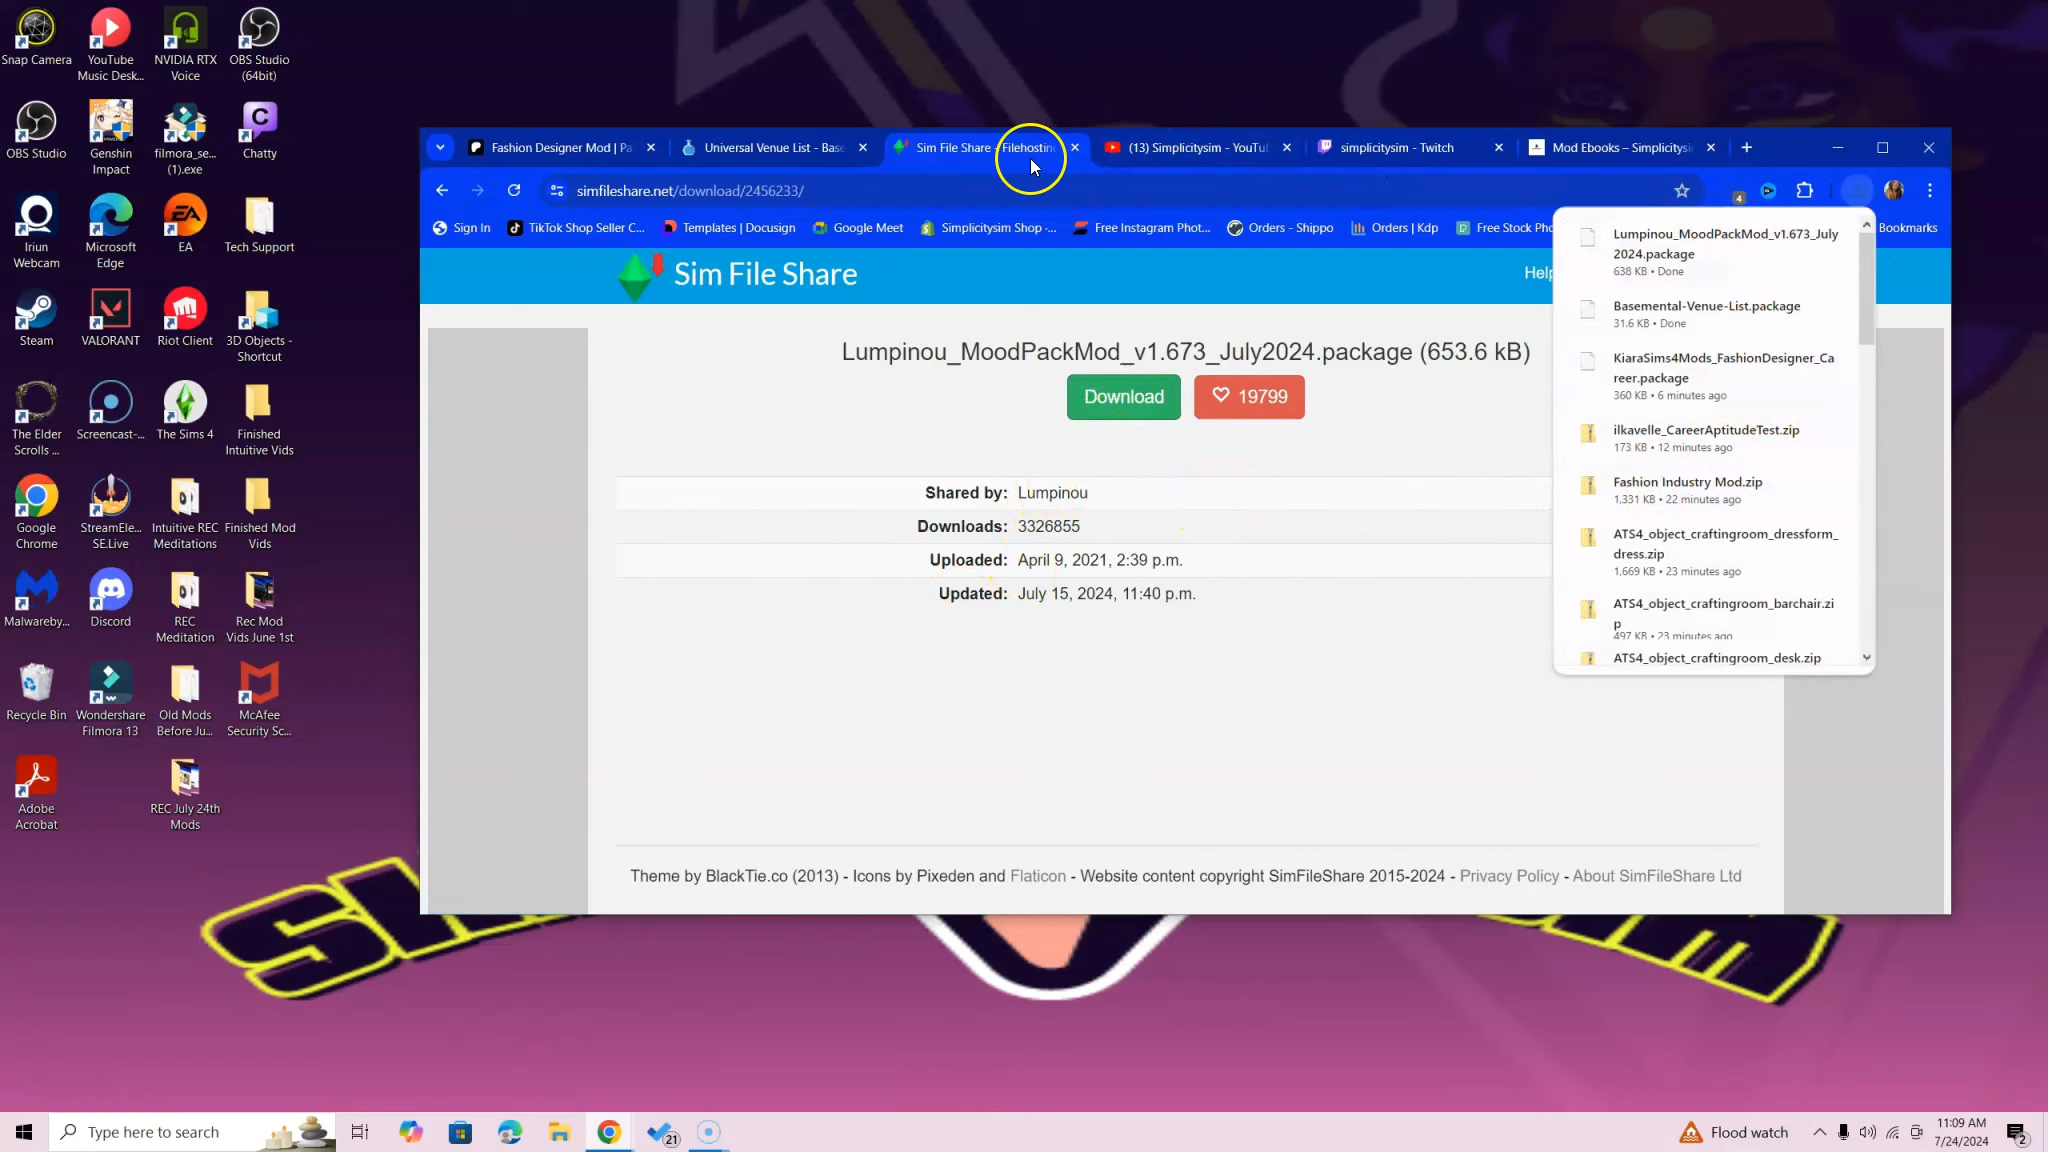 Snap Camera
YouTube
Music Desk...
NVIDIA RTX
Voice
OBS Studio
(64bit)
OBS Studio
Genshin
Impact
filmora_se...
(1).exe
Chatty
Iriun
Webcam
Microsoft
Edge
EA
Tech Support
Steam
VALORANT
Riot Client
3D Objects -
Shortcut
The Elder
Scrolls ...
Screencast-...
The Sims 4
Finished
Intuitive Vids
Google
Chrome
StreamEle...
SE.Live
Intuitive REC
Meditations
Finished Mod
Vids
Malwareby...
Discord
REC
Meditation
Rec Mod
Vids June 1st
Recycle Bin
Wondershare
Filmora 13
Old Mods
Before Ju...
McAfee
Security Sc...
Adobe
Acrobat
REC July 24th
Mods
Fashion Designer Mod | Pa
Universal Venue List - Base
Sim File Share - Filehosting
(13) Simplicitysim - YouTub
simplicitysim - Twitch
Mod Ebooks – Simplicitysi
simfileshare.net/download/2456233/
4
Sign In
TikTok Shop Seller C...
Templates | Docusign
Google Meet
Simplicitysim Shop ·...
Free Instagram Phot...
Orders - Shippo
Orders | Kdp
Free Stock Pho
Bookmarks
Sim File Share
Help
Lumpinou_MoodPackMod_v1.673_July2024.package (653.6 kB)
Download
19799
Shared by: Lumpinou
Downloads: 3326855
Uploaded: April 9, 2021, 2:39 p.m.
Updated: July 15, 2024, 11:40 p.m.
Theme by BlackTie.co (2013) - Icons by Pixeden and Flaticon - Website content copyright SimFileShare 2015-2024 - Privacy Policy - About SimFileShare Ltd
Lumpinou_MoodPackMod_v1.673_July
2024.package
638 KB • Done
Basemental-Venue-List.package
31.6 KB • Done
KiaraSims4Mods_FashionDesigner_Ca
reer.package
360 KB • 6 minutes ago
ilkavelle_CareerAptitudeTest.zip
173 KB • 12 minutes ago
Fashion Industry Mod.zip
1,331 KB • 22 minutes ago
ATS4_object_craftingroom_dressform_
dress.zip
1,669 KB • 23 minutes ago
ATS4_object_craftingroom_barchair.zi
p
497 KB • 23 minutes ago
ATS4_object_craftingroom_desk.zip
Type here to search
21
Flood watch
11:09 AM
7/24/2024
2